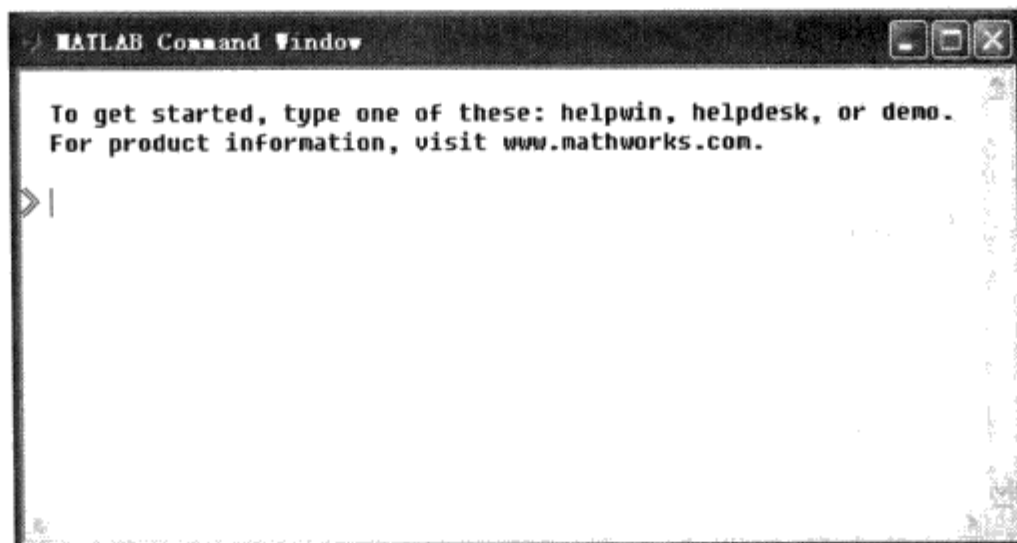 MATLAB Command Window
To get started, type one of these: helpwin, helpdesk, or demo.
For product information, visit www.mathworks.com.